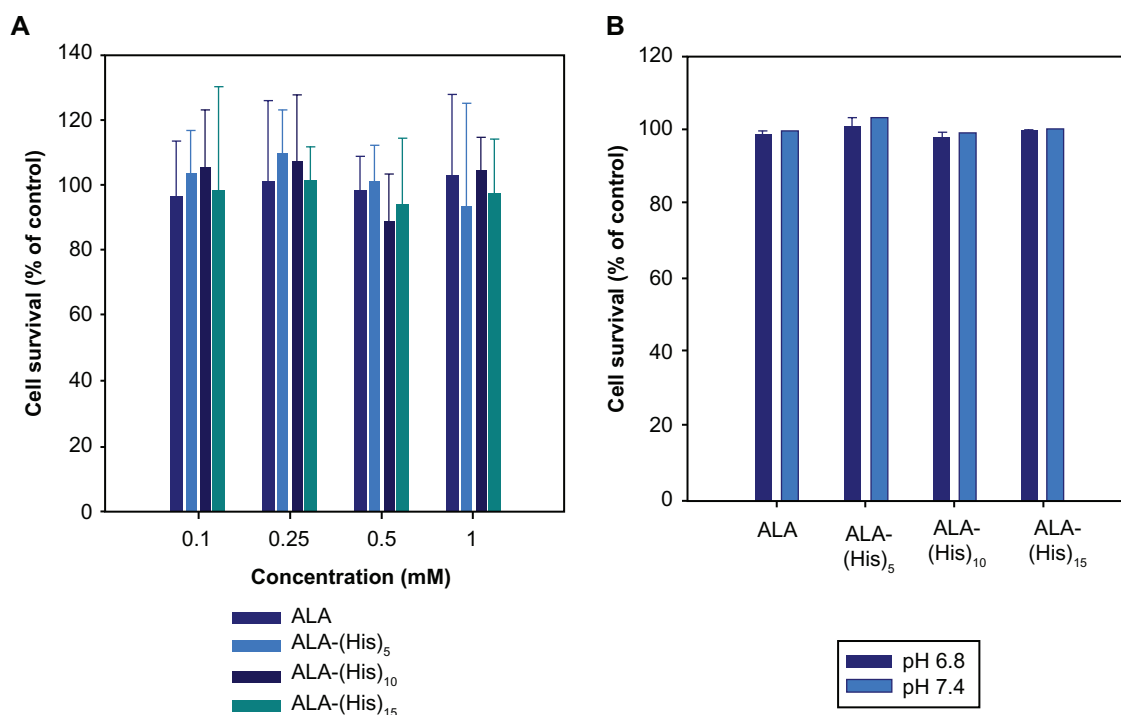 A
Cell survival (% of control)
140
120
100
80
60
40
20
0
0.1 0.25 0.5 1
Concentration (mM)
ALA
ALA-(His)5
ALA-(His)10
ALA-(His)15
B
Cell survival (% of control)
120
100
80
60
40
20
0
ALA ALA- ALA- ALA-
(His)5 (His)10 (His)15
pH 6.8
pH 7.4